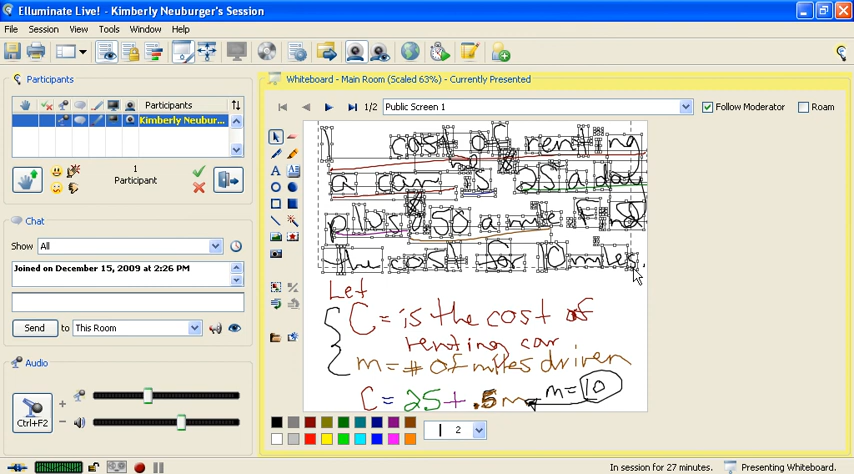 Elluminate Live! - Kimberly Neuburger's Session
File Session View Tools Window Help
Participants
Participants
Kimberly Neubur...
1
Participant
Chat
Show All
Joined on December 15, 2009 at 2:26 PM
Send to This Room
Audio
Ctrl+F2
Whiteboard - Main Room (Scaled 63%) - Currently Presented
1/2 Public Screen 1 Follow Moderator Roam
cost of renting
a car is 25 a
plus 50 a mile Find
the cost for 10 miles.
Let
C = is the cost of
renting car
m = # of miles driven
C = 25 + .5m m = 10
2
In session for 27 minutes. Presenting Whiteboard.